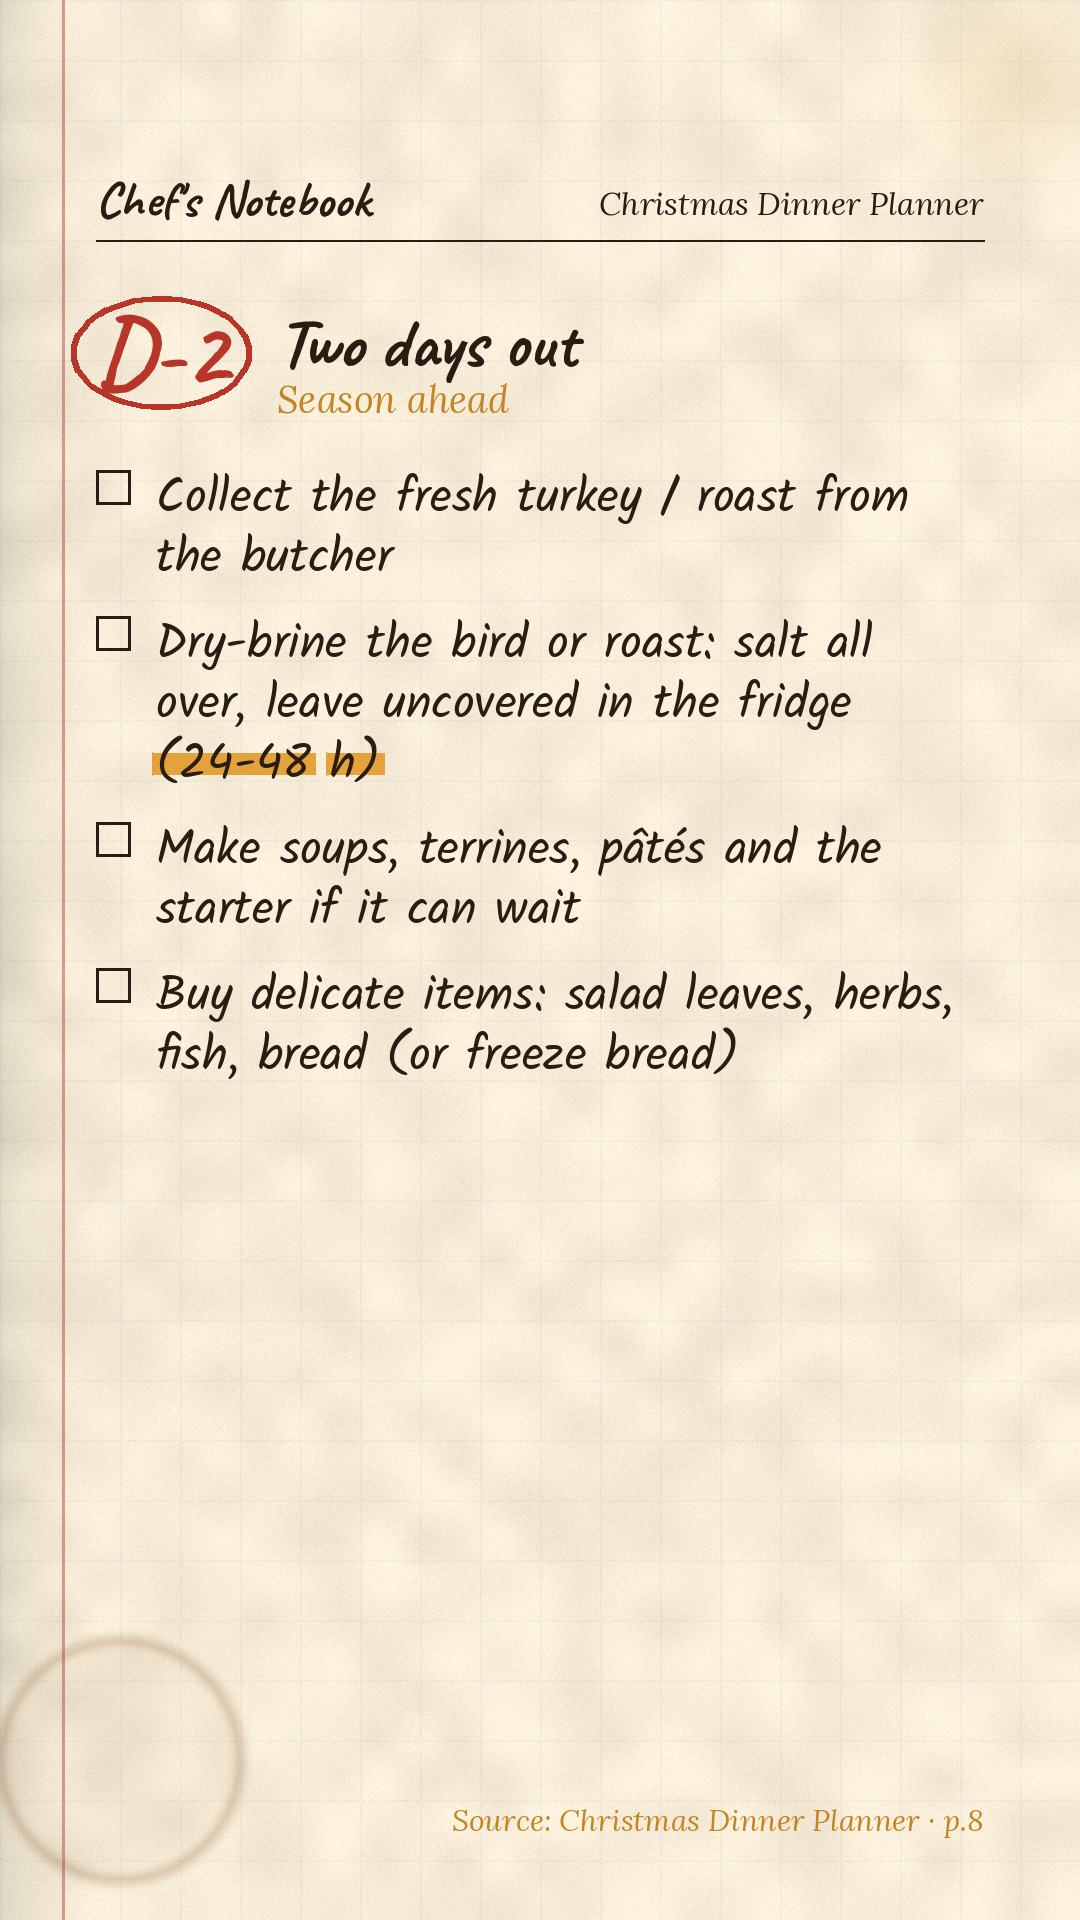 Chef's Notebook
Christmas Dinner Planner
D-2
Two days out
Season ahead
Collect the fresh turkey / roast from
the butcher
Dry-brine the bird or roast: salt all
over, leave uncovered in the fridge
(24-48 h)
Make soups, terrines, pâtés and the
starter if it can wait
Buy delicate items: salad leaves, herbs,
fish, bread (or freeze bread)
Source: Christmas Dinner Planner · p.8